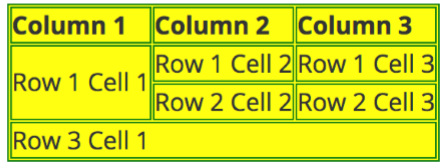 Column 1 Column 2 Column 3
Row 1 Cell 1
Row 1 Cell 2 Row 1 Cell 3
Row 2 Cell 2 Row 2 Cell 3
Row 3 Cell 1